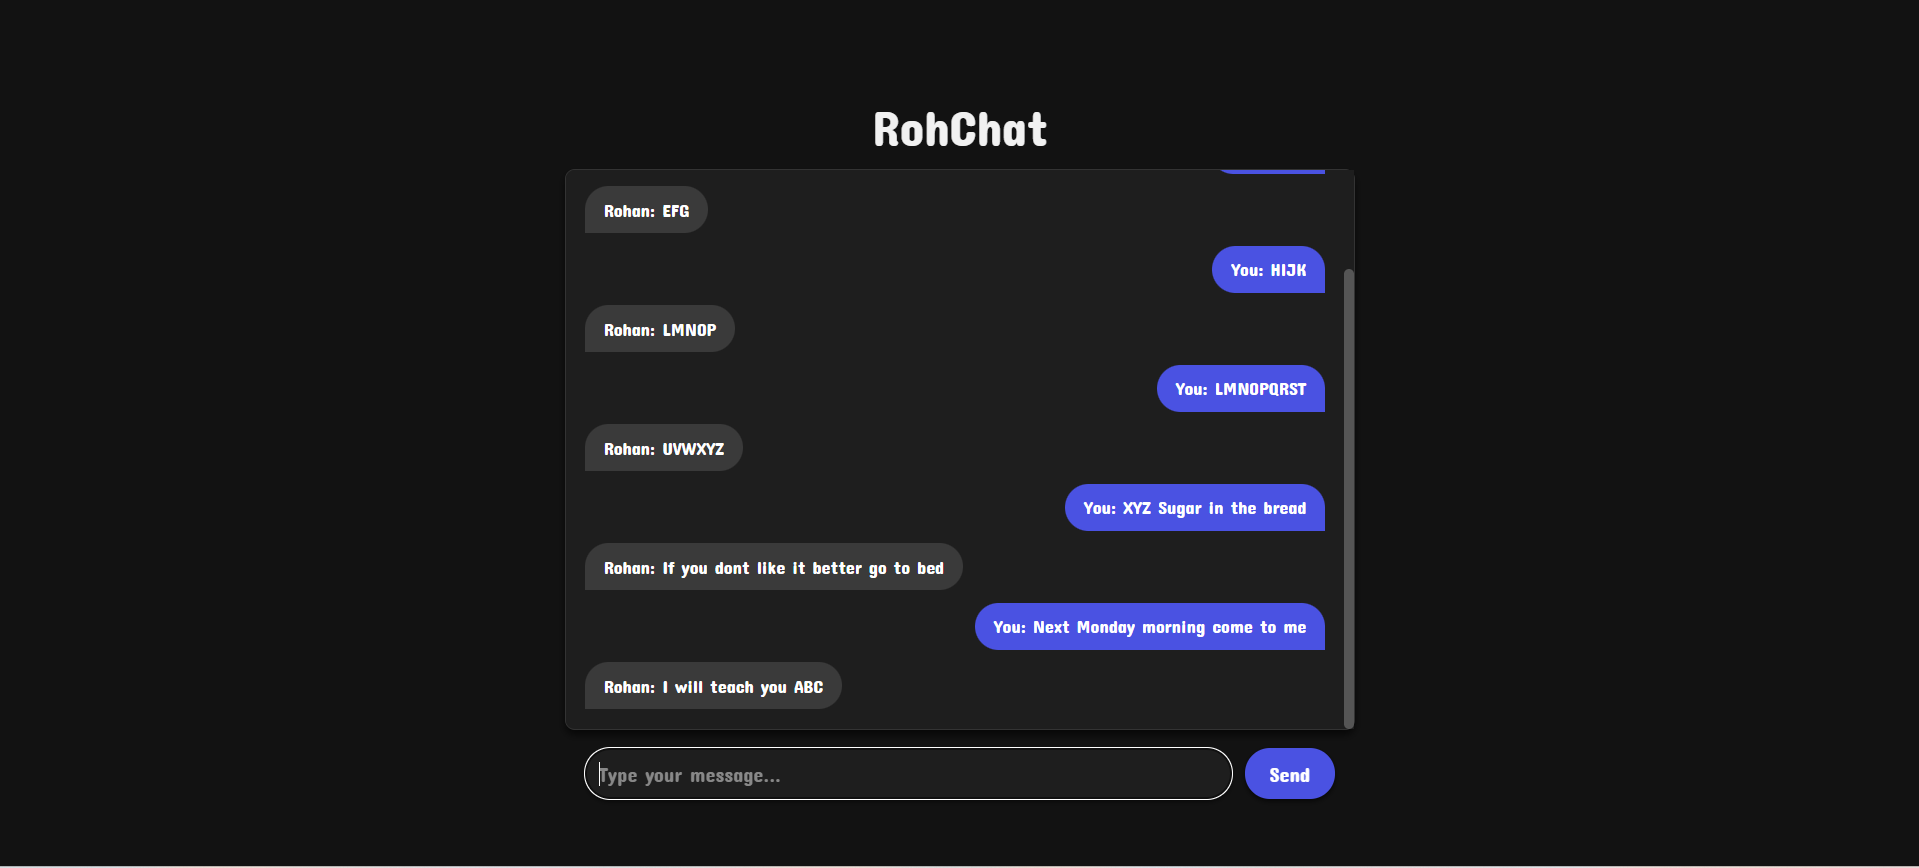 RohChat
Rohan: EFG
You: HIJK
Rohan: LMNOP
You: LMNOPQRST
Rohan: UVWXYZ
You: XYZ Sugar in the bread
Rohan: If you dont like it better go to bed
You: Next Monday morning come to me
Rohan: I will teach you ABC
Type your message...
Send